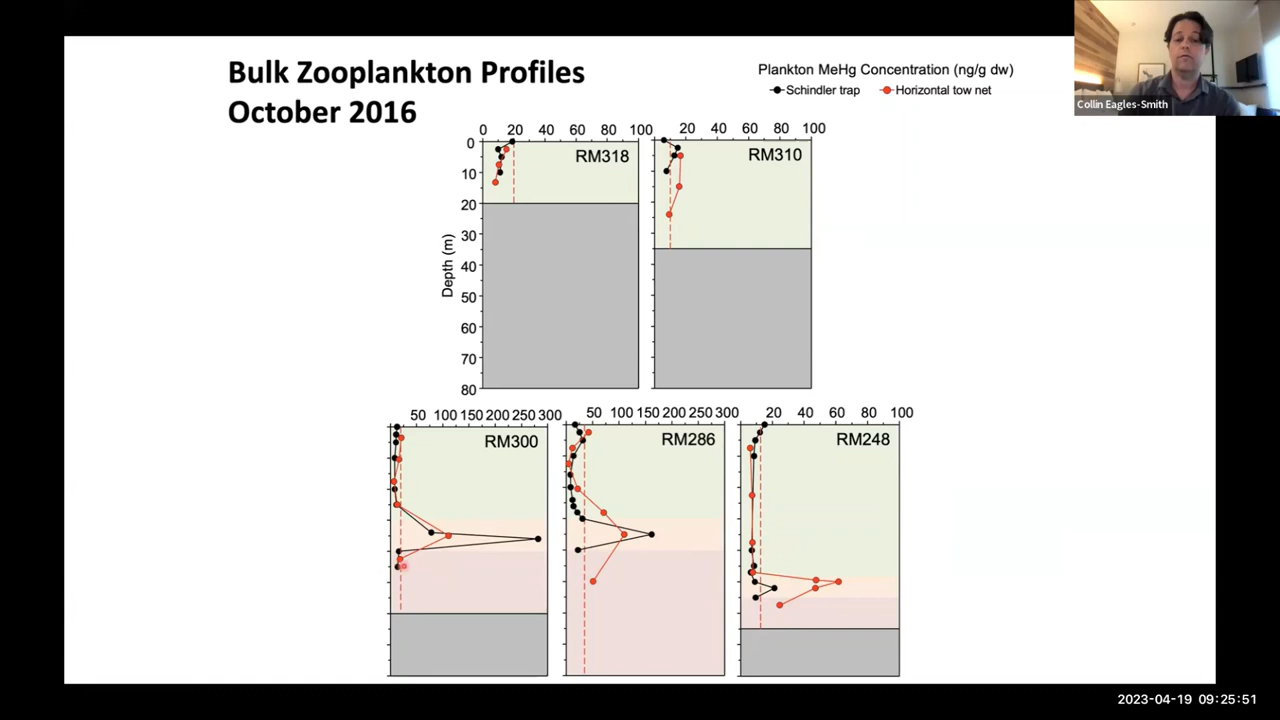 Bulk Zooplankton Profiles
October 2016
Plankton MeHg Concentration (ng/g dw)
Schindler trap
Horizontal tow net
Collin Eagles-Smith
0 20 40 60 80 100
20 40 60 80 100
RM318
RM310
0
10
20
30
40
50
60
70
80
Depth (m)
50 100 150 200 250 300
50 100 150 200 250 300
20 40 60 80 100
RM300
RM286
RM248
2023-04-19 09:25:51